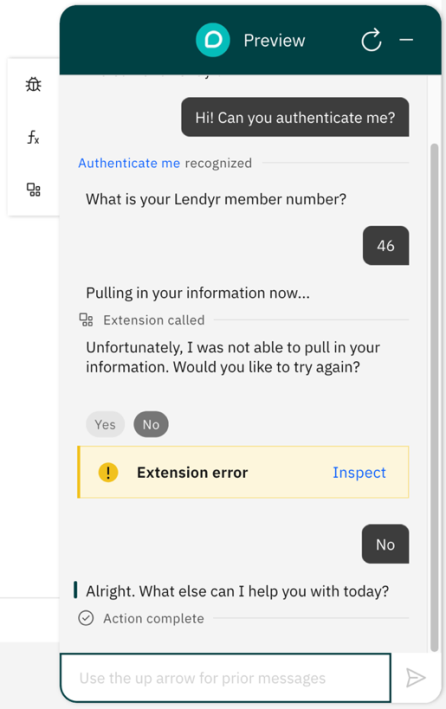 Preview
Hi! Can you authenticate me?
Authenticate me recognized
What is your Lendyr member number?
46
Pulling in your information now...
Extension called
Unfortunately, I was not able to pull in your
information. Would you like to try again?
Yes No
Extension error Inspect
No
Alright. What else can I help you with today?
Action complete
Use the up arrow for prior messages